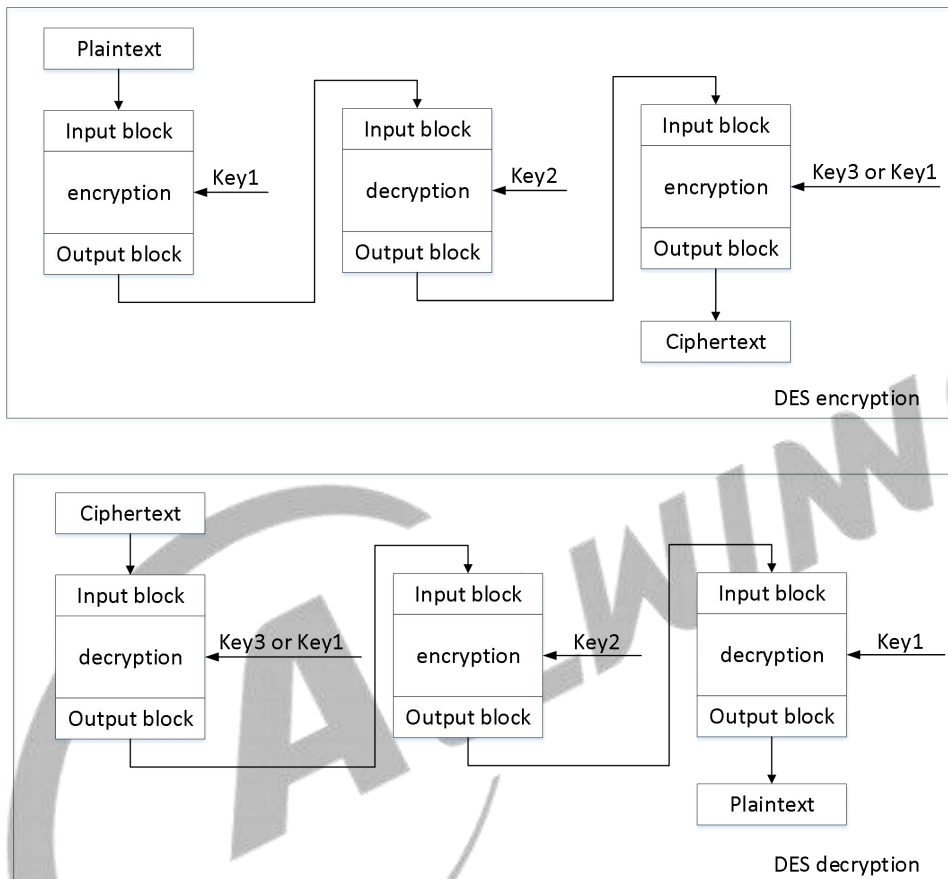 Plaintext
Input block
encryption
Output block
Key1
Input block
decryption
Output block
Key2
Input block
encryption
Output block
Key3 or Key1
Ciphertext
DES encryption
Ciphertext
Input block
decryption
Output block
Key3 or Key1
Input block
encryption
Output block
Key2
Input block
decryption
Output block
Key1
Plaintext
DES decryption